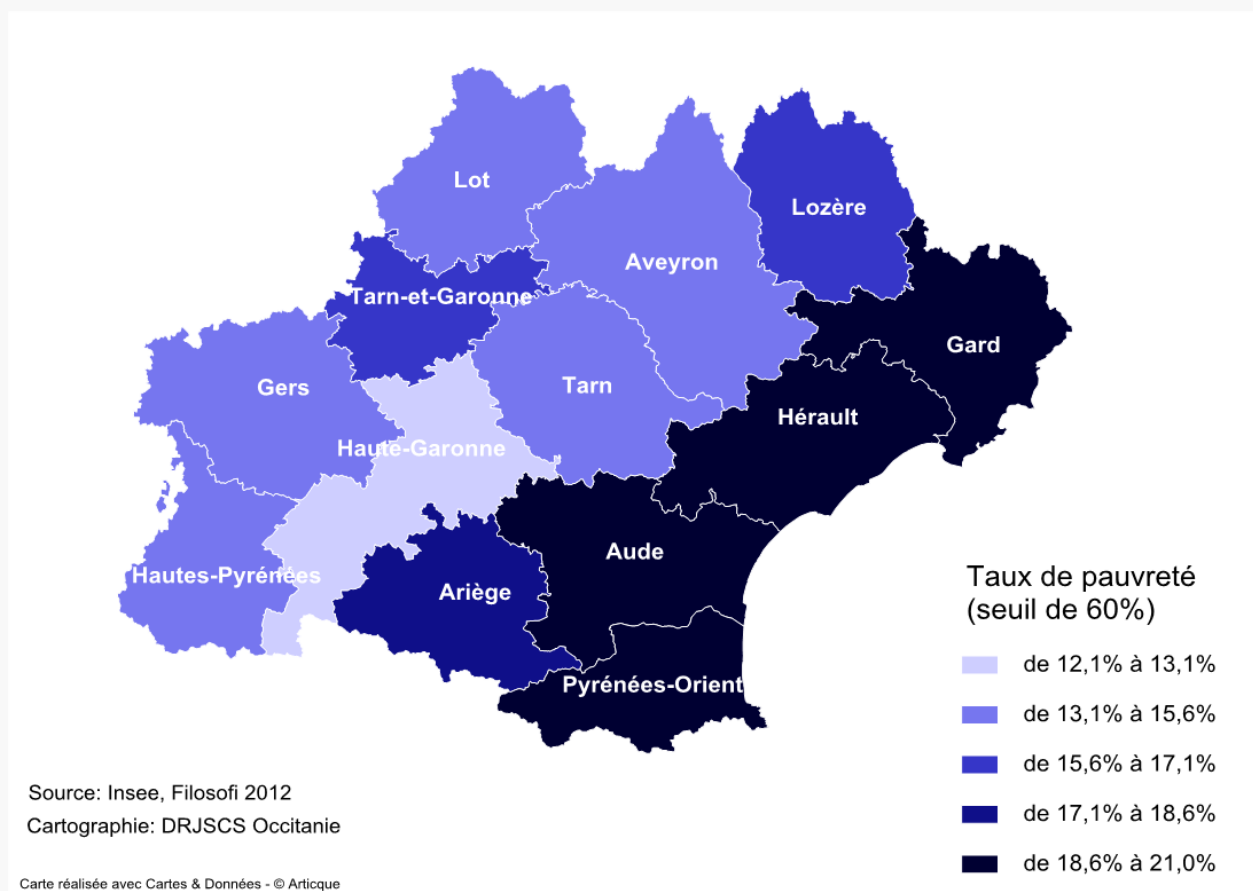 Lot
Lozère
Aveyron
Tarn-et-Garonne
Gard
Gers
Tarn
Hérault
Haute-Garonne
Aude
Hautes-Pyrénées
Ariège
Pyrénées-Orient
Taux de pauvreté
(seuil de 60%)
de 12,1% à 13,1%
de 13,1% à 15,6%
de 15,6% à 17,1%
de 17,1% à 18,6%
de 18,6% à 21,0%
Source: Insee, Filosofi 2012
Cartographie: DRJSCS Occitanie
Carte réalisée avec Cartes & Données - © Articque